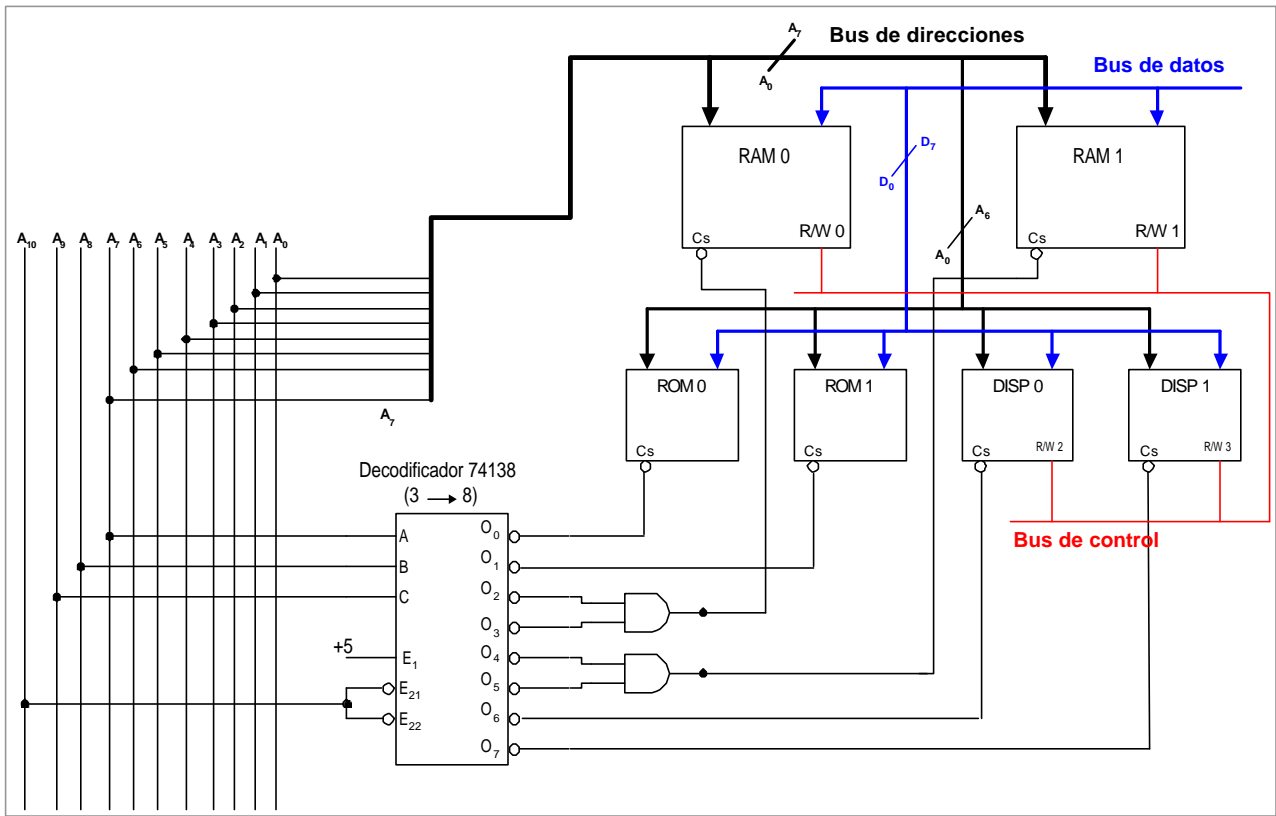 A7
Bus de direcciones
A0
Bus de datos
RAM 0
RAM 1
D7
D0
A6
A0
Cs
R/W 0
Cs
R/W 1
A10 A9 A8 A7 A6 A5 A4 A3 A2 A1 A0
A7
ROM 0
ROM 1
DISP 0
DISP 1
Cs
Cs
Cs
R/W 2
Cs
R/W 3
Decodificador 74138
(3 → 8)
A
B
C
+5
E1
E21
E22
O0
O1
O2
O3
O4
O5
O6
O7
Bus de control